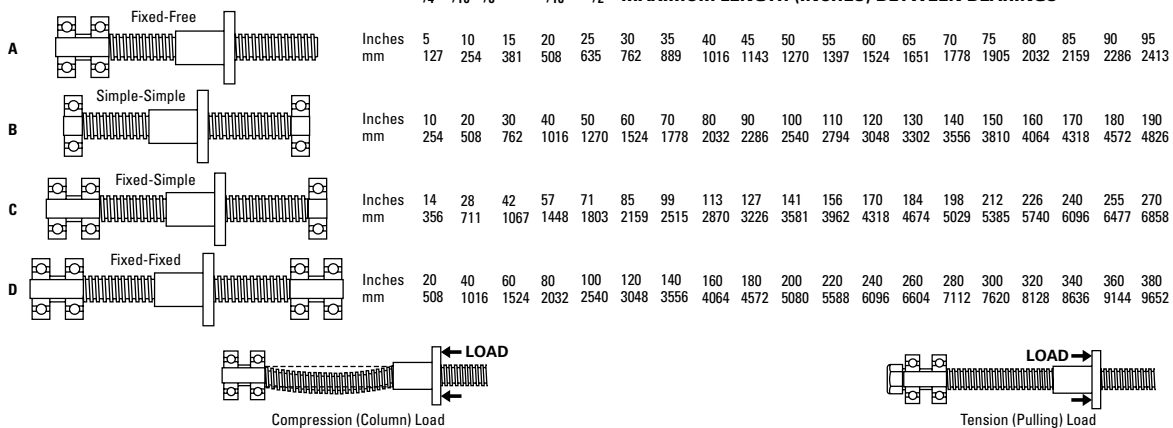 MAXIMUM LENGTH (INCHES) BETWEEN BEARINGS
Fixed-Free
A
Inches 5 10 15 20 25 30 35 40 45 50 55 60 65 70 75 80 85 90 95
mm 127 254 381 508 635 762 889 1016 1143 1270 1397 1524 1651 1778 1905 2032 2159 2286 2413
Simple-Simple
B
Inches 10 20 30 40 50 60 70 80 90 100 110 120 130 140 150 160 170 180 190
mm 254 508 762 1016 1270 1524 1778 2032 2286 2540 2794 3048 3302 3556 3810 4064 4318 4572 4826
Fixed-Simple
C
Inches 14 28 42 57 71 85 99 113 127 141 156 170 184 198 212 226 240 255 270
mm 356 711 1067 1448 1803 2159 2515 2870 3226 3581 3962 4318 4674 5029 5385 5740 6096 6477 6858
Fixed-Fixed
D
Inches 20 40 60 80 100 120 140 160 180 200 220 240 260 280 300 320 340 360 380
mm 508 1016 1524 2032 2540 3048 3556 4064 4572 5080 5588 6096 6604 7112 7620 8128 8636 9144 9652
LOAD
Compression (Column) Load
LOAD
Tension (Pulling) Load